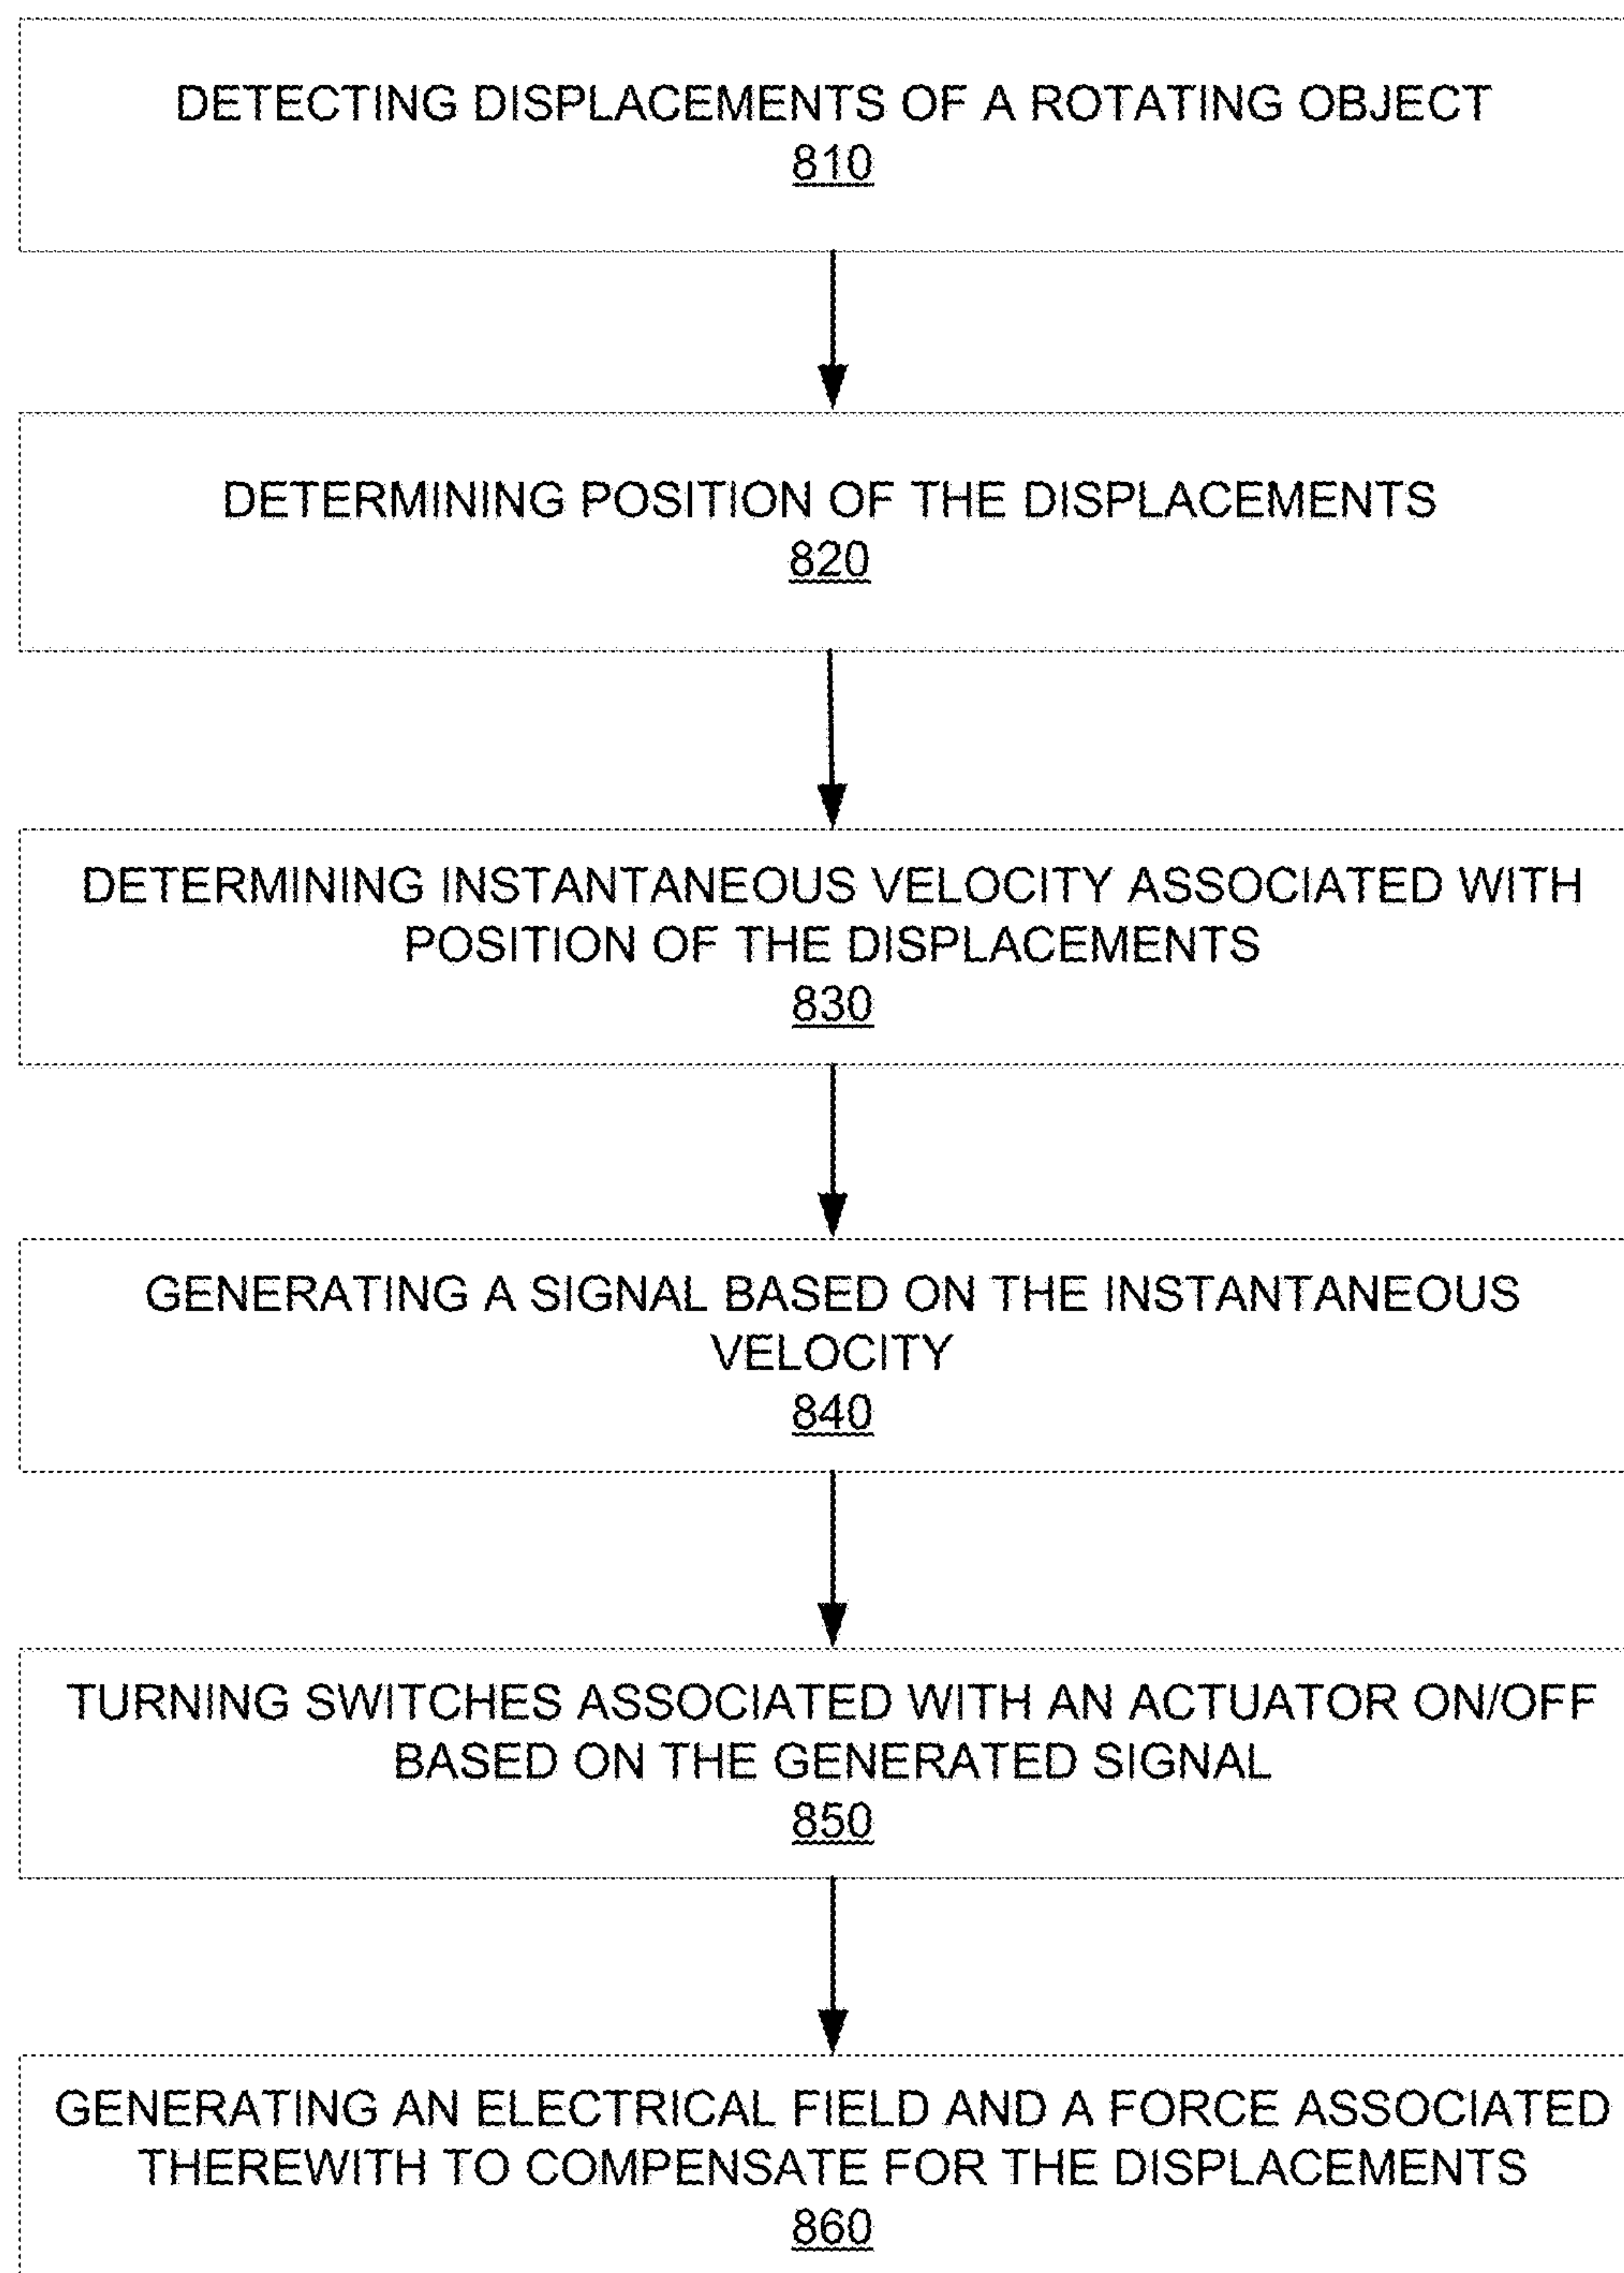 DETECTING DISPLACEMENTS OF A ROTATING OBJECT
810
DETERMINING POSITION OF THE DISPLACEMENTS
820
DETERMINING INSTANTANEOUS VELOCITY ASSOCIATED WITH
POSITION OF THE DISPLACEMENTS
830
GENERATING A SIGNAL BASED ON THE INSTANTANEOUS
VELOCITY
840
TURNING SWITCHES ASSOCIATED WITH AN ACTUATOR ON/OFF
BASED ON THE GENERATED SIGNAL
850
GENERATING AN ELECTRICAL FIELD AND A FORCE ASSOCIATED
THEREWITH TO COMPENSATE FOR THE DISPLACEMENTS
860